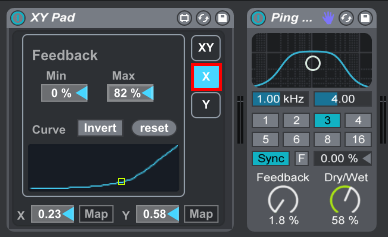 XY Pad
Feedback
Min Max
0 % 82 %
Curve Invert reset
XY
X
Y
X 0.23 Map Y 0.58 Map
Ping ...
1.00 kHz 4.00
1 2 3 4
5 6 8 16
Sync F 0.00 %
Feedback Dry/Wet
1.8 % 58 %